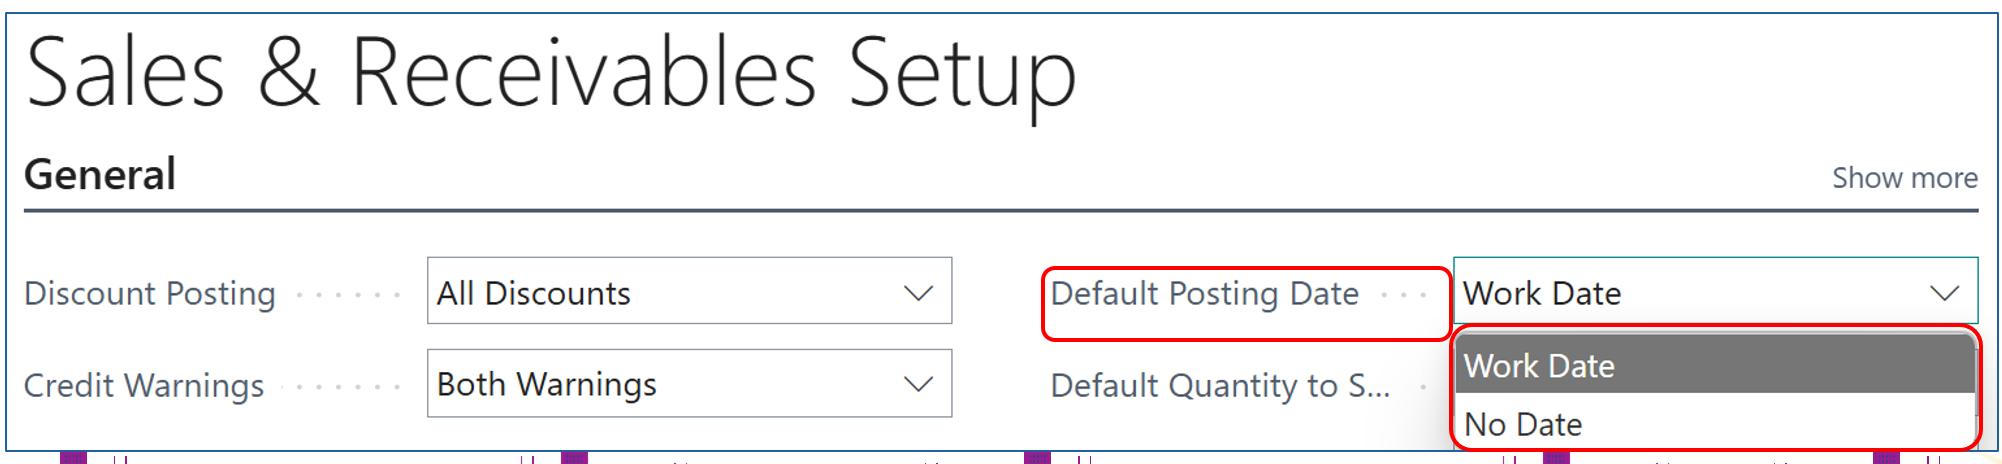 Sales & Receivables Setup
General
Show more
Discount Posting
All Discounts
Default Posting Date
Work Date
Work Date
Credit Warnings
Both Warnings
Default Quantity to S...
No Date